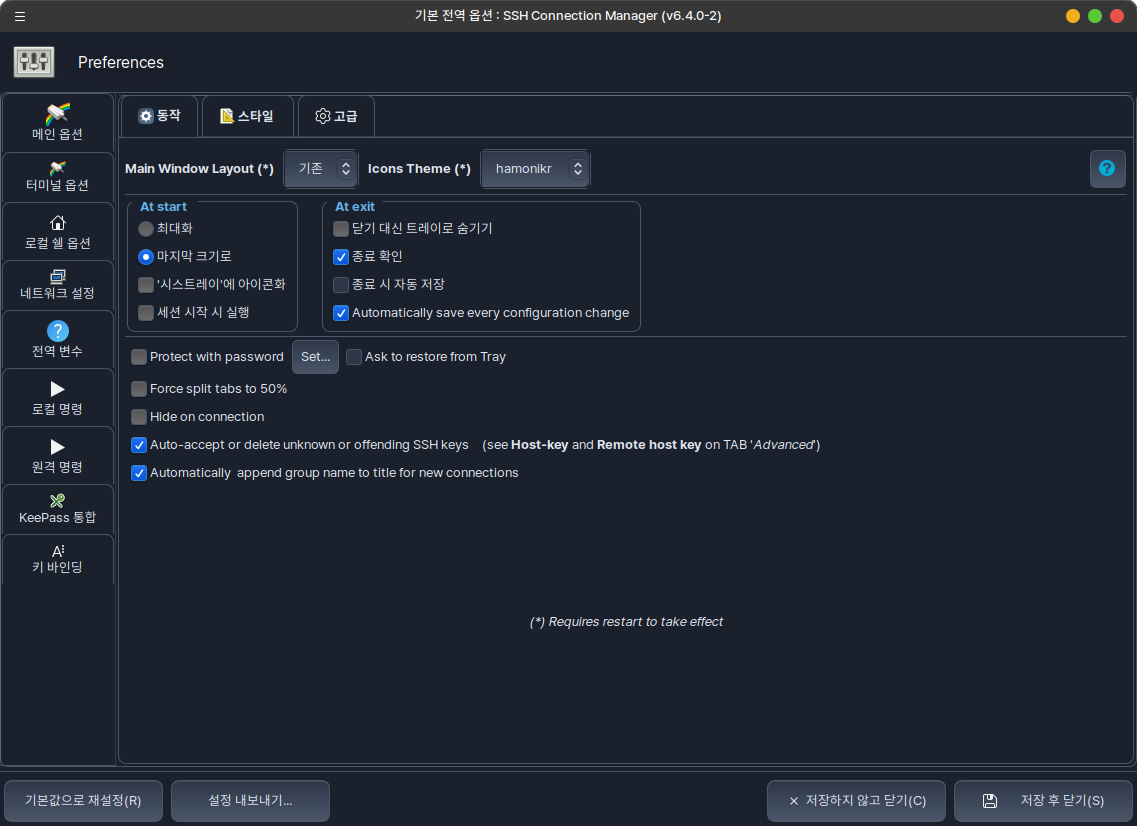 기본 전역 옵션 : SSH Connection Manager (v6.4.0-2)
Preferences
메인 옵션
터미널 옵션
로컬 쉘 옵션
네트워크 설정
전역 변수
로컬 명령
원격 명령
KeePass 통합
키 바인딩
동작 스타일 고급
Main Window Layout (*) 기존 Icons Theme (*) hamonikr
At start
최대화
마지막 크기로
'시스트레이'에 아이콘화
세션 시작 시 실행
At exit
닫기 대신 트레이로 숨기기
종료 확인
종료 시 자동 저장
Automatically save every configuration change
Protect with password Set... Ask to restore from Tray
Force split tabs to 50%
Hide on connection
Auto-accept or delete unknown or offending SSH keys (see Host-key and Remote host key on TAB 'Advanced')
Automatically append group name to title for new connections
(*) Requires restart to take effect
기본값으로 재설정(R) 설정 내보내기... 저장하지 않고 닫기(C) 저장 후 닫기(S)